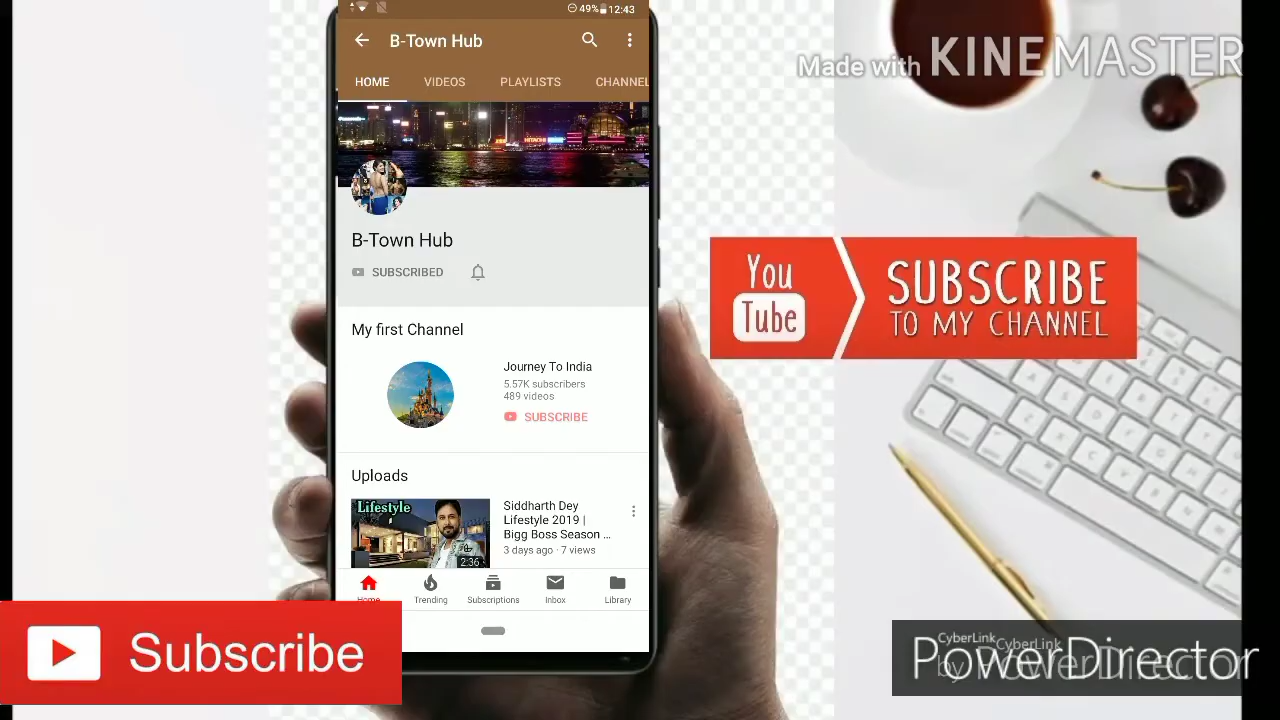 49% 12:43
B-Town Hub
HOME VIDEOS PLAYLISTS CHANNEL
B-Town Hub
SUBSCRIBED
My first Channel
Journey To India
5.57K subscribers
489 videos
SUBSCRIBE
Uploads
Lifestyle
2:36
Siddharth Dey
Lifestyle 2019 |
Bigg Boss Season ...
3 days ago · 7 views
Home Trending Subscriptions Inbox Library
Subscribe
Made with KINEMASTER
You
Tube
SUBSCRIBE
TO MY CHANNEL
CyberLink CyberLink
PowerDirector
by PowerDirector